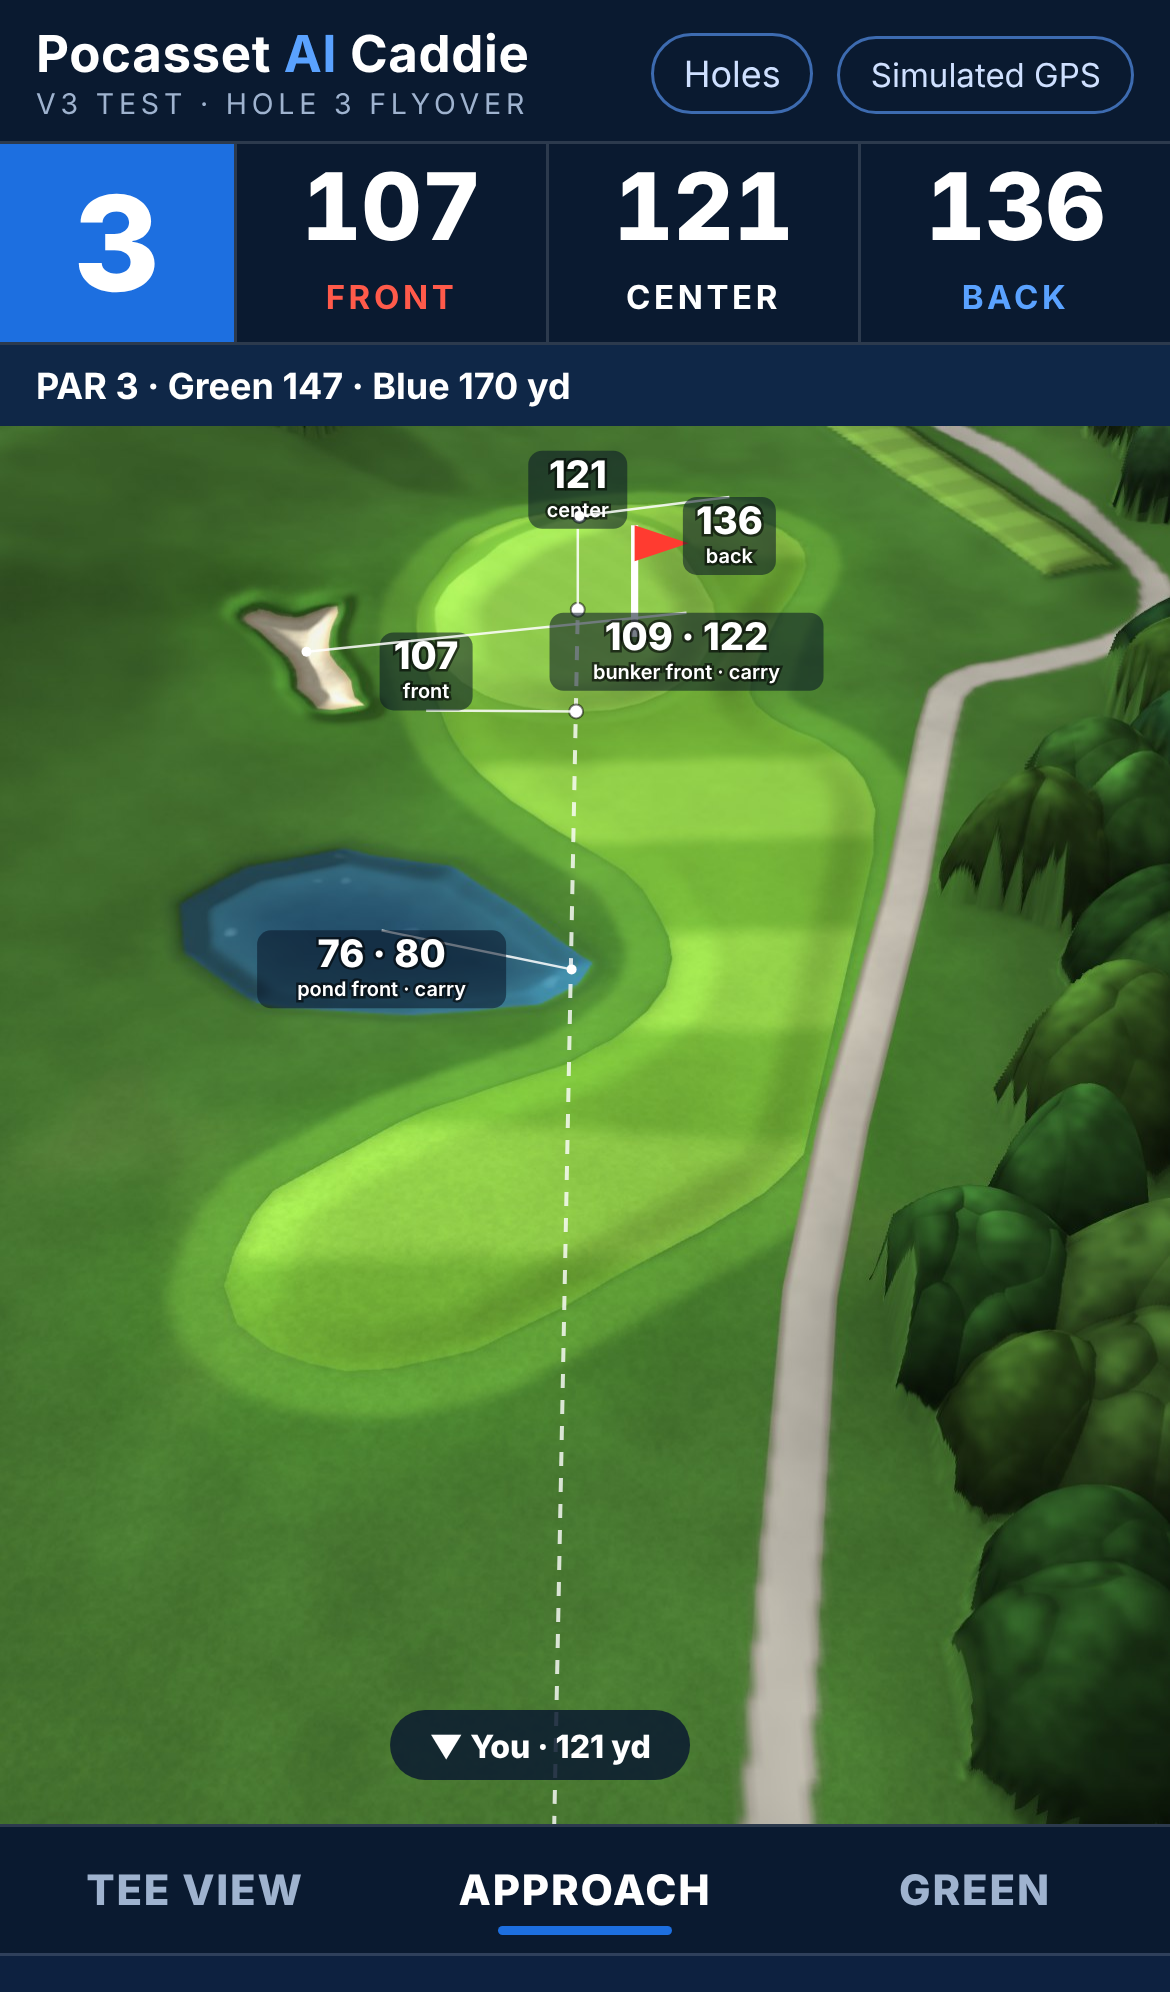 Pocasset AI Caddie
V3 TEST · HOLE 3 FLYOVER
Holes
Simulated GPS
3
107
FRONT
121
CENTER
136
BACK
PAR 3 · Green 147 · Blue 170 yd
121
center
136
back
109 · 122
bunker front · carry
107
front
76 · 80
pond front · carry
▼ You · 121 yd
TEE VIEW
APPROACH
GREEN